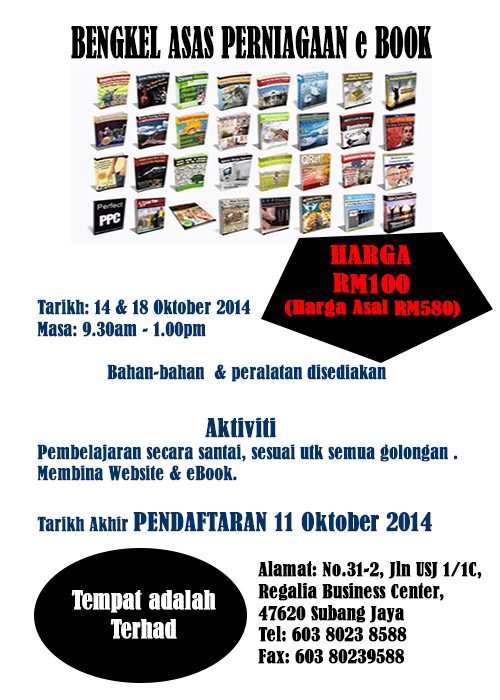 BENGKEL ASAS PERNIAGAAN e BOOK
Perfect
PPC
HARGA
RM100
(Harga Asal RM580)
Tarikh: 14 & 18 Oktober 2014
Masa: 9.30am - 1.00pm
Bahan-bahan & peralatan disediakan
Aktiviti
Pembelajaran secara santai, sesuai utk semua golongan .
Membina Website & eBook.
Tarikh Akhir PENDAFTARAN 11 Oktober 2014
Tempat adalah
Terhad
Alamat: No.31-2, Jln USJ 1/1C,
Regalia Business Center,
47620 Subang Jaya
Tel: 603 8023 8588
Fax: 603 80239588